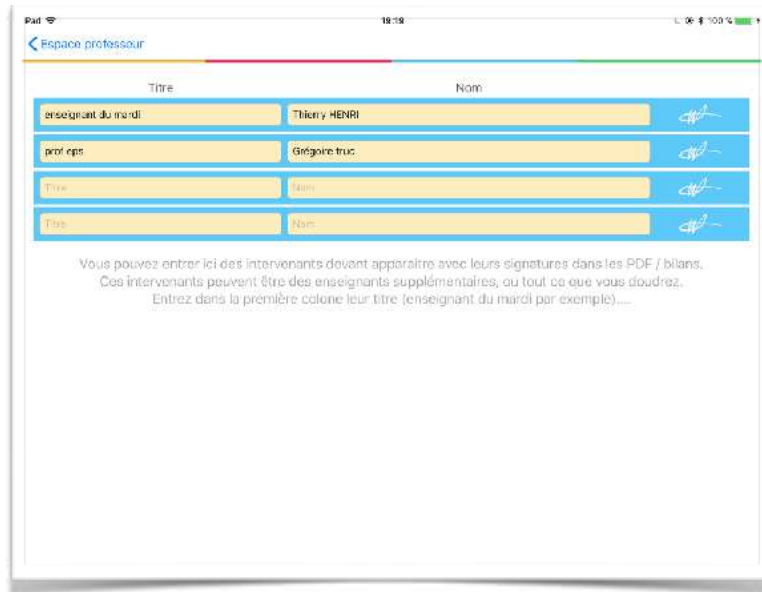 Pad 19:19 100 %
Espace professeur
Titre Nom
enseignant du mardi Thierry HENRI
prof eps Grégoire truc
Titre Nom
Titre Nom
Vous pouvez entrer ici des intervenants devant apparaitre avec leurs signatures dans les PDF / bilans.
Ces intervenants peuvent être des enseignants supplémentaires, ou tout ce que vous doudrez.
Entrez dans la première colone leur titre (enseignant du mardi par exemple)....